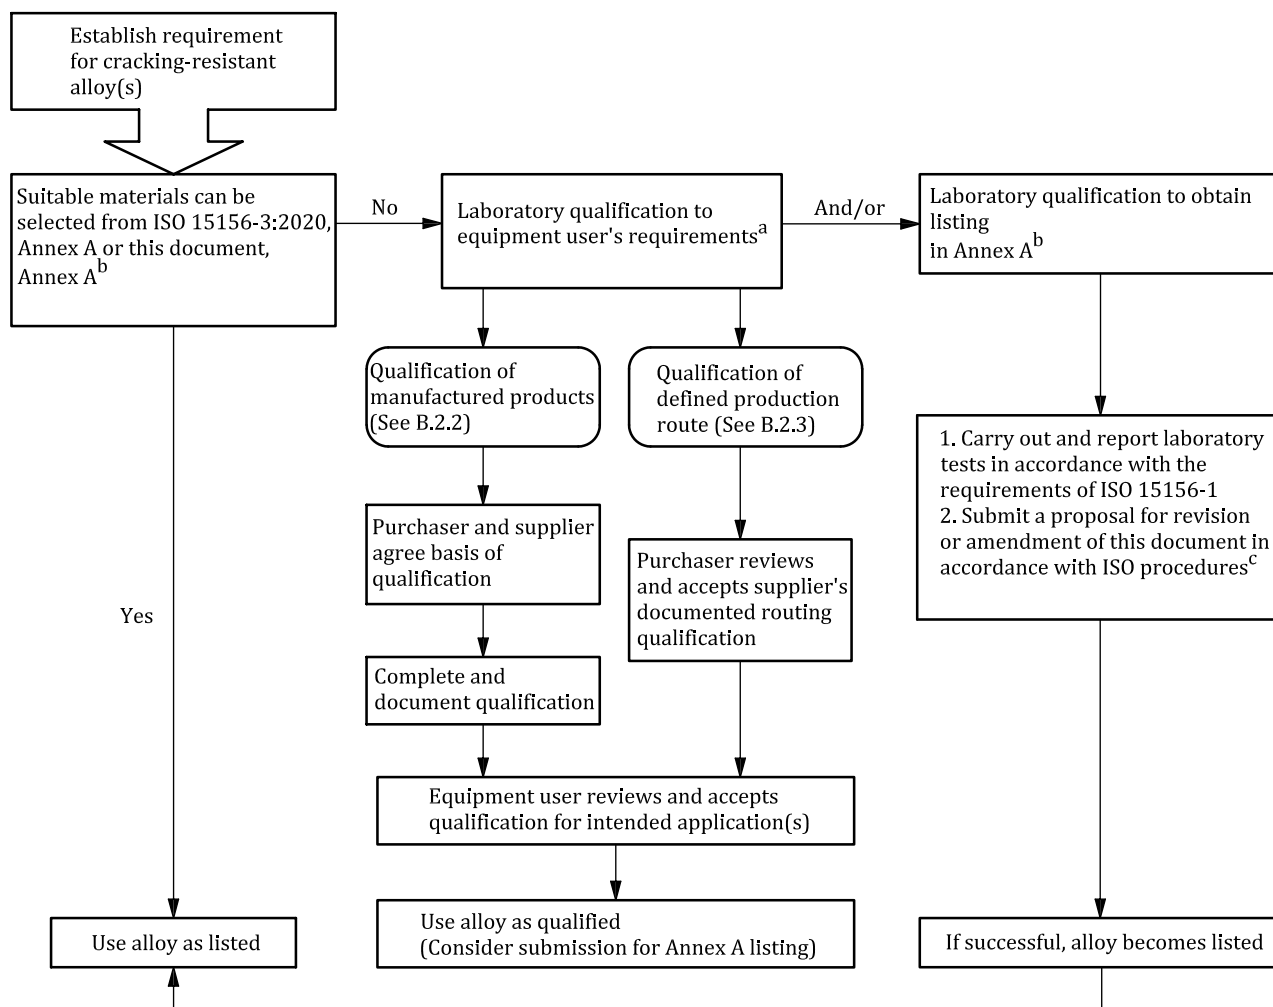 Establish requirement
for cracking-resistant
alloy(s)
Suitable materials can be
selected from ISO 15156-3:2020,
Annex A or this document,
Annex Ab
No
Laboratory qualification to
equipment user's requirementsa
And/or
Laboratory qualification to obtain
listing
in Annex Ab
Qualification of
manufactured products
(See B.2.2)
Qualification of
defined production
route (See B.2.3)
1. Carry out and report laboratory
tests in accordance with the
requirements of ISO 15156-1
2. Submit a proposal for revision
or amendment of this document in
accordance with ISO proceduresc
Purchaser and supplier
agree basis of
qualification
Purchaser reviews
and accepts supplier's
documented routing
qualification
Yes
Complete and
document qualification
Equipment user reviews and accepts
qualification for intended application(s)
Use alloy as listed
Use alloy as qualified
(Consider submission for Annex A listing)
If successful, alloy becomes listed